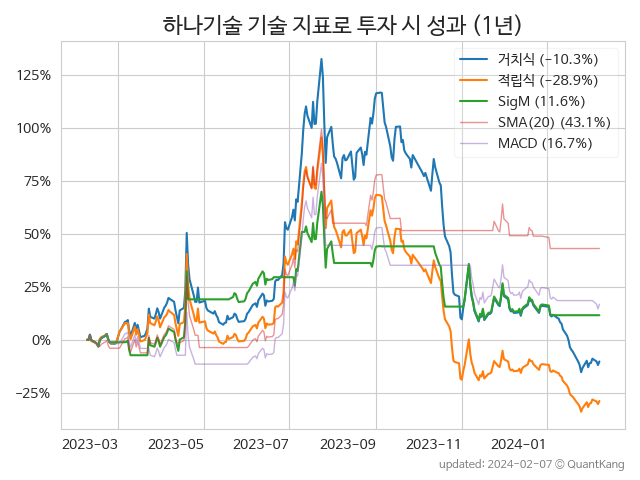 하나기술 기술 지표로 투자 시 성과 (1년)
거치식 (−10.3%)
적립식 (−28.9%)
SigM (11.6%)
SMA(20) (43.1%)
MACD (16.7%)
125%
100%
75%
50%
25%
0%
−25%
2023-03 2023-05 2023-07 2023-09 2023-11 2024-01
updated: 2024-02-07 © QuantKang